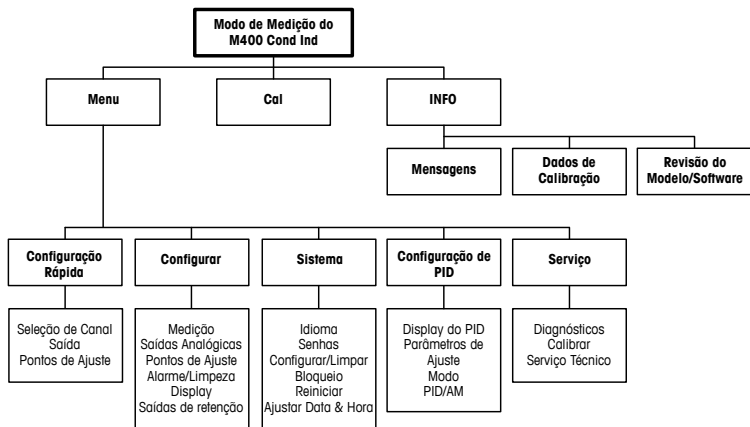 Modo de Medição do
M400 Cond Ind
Menu
Cal
INFO
Mensagens
Dados de
Calibração
Revisão do
Modelo/Software
Configuração
Rápida
Configurar
Sistema
Configuração de
PID
Serviço
Seleção de Canal
Saída
Pontos de Ajuste
Medição
Saídas Analógicas
Pontos de Ajuste
Alarme/Limpeza
Display
Saídas de retenção
Idioma
Senhas
Configurar/Limpar
Bloqueio
Reiniciar
Ajustar Data & Hora
Display do PID
Parâmetros de
Ajuste
Modo
PID/AM
Diagnósticos
Calibrar
Serviço Técnico